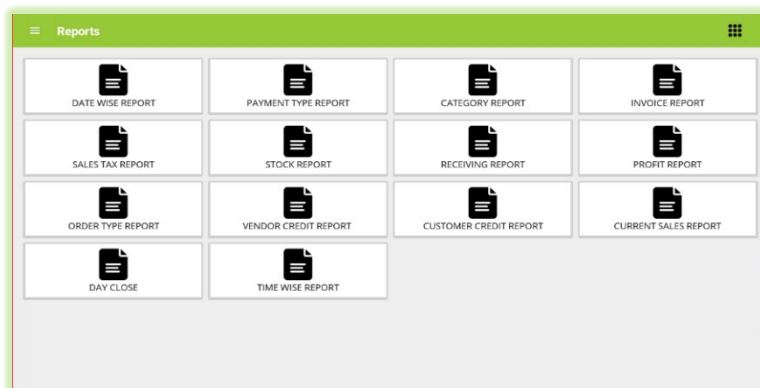 Reports
DATE WISE REPORT
PAYMENT TYPE REPORT
CATEGORY REPORT
INVOICE REPORT
SALES TAX REPORT
STOCK REPORT
RECEIVING REPORT
PROFIT REPORT
ORDER TYPE REPORT
VENDOR CREDIT REPORT
CUSTOMER CREDIT REPORT
CURRENT SALES REPORT
DAY CLOSE
TIME WISE REPORT